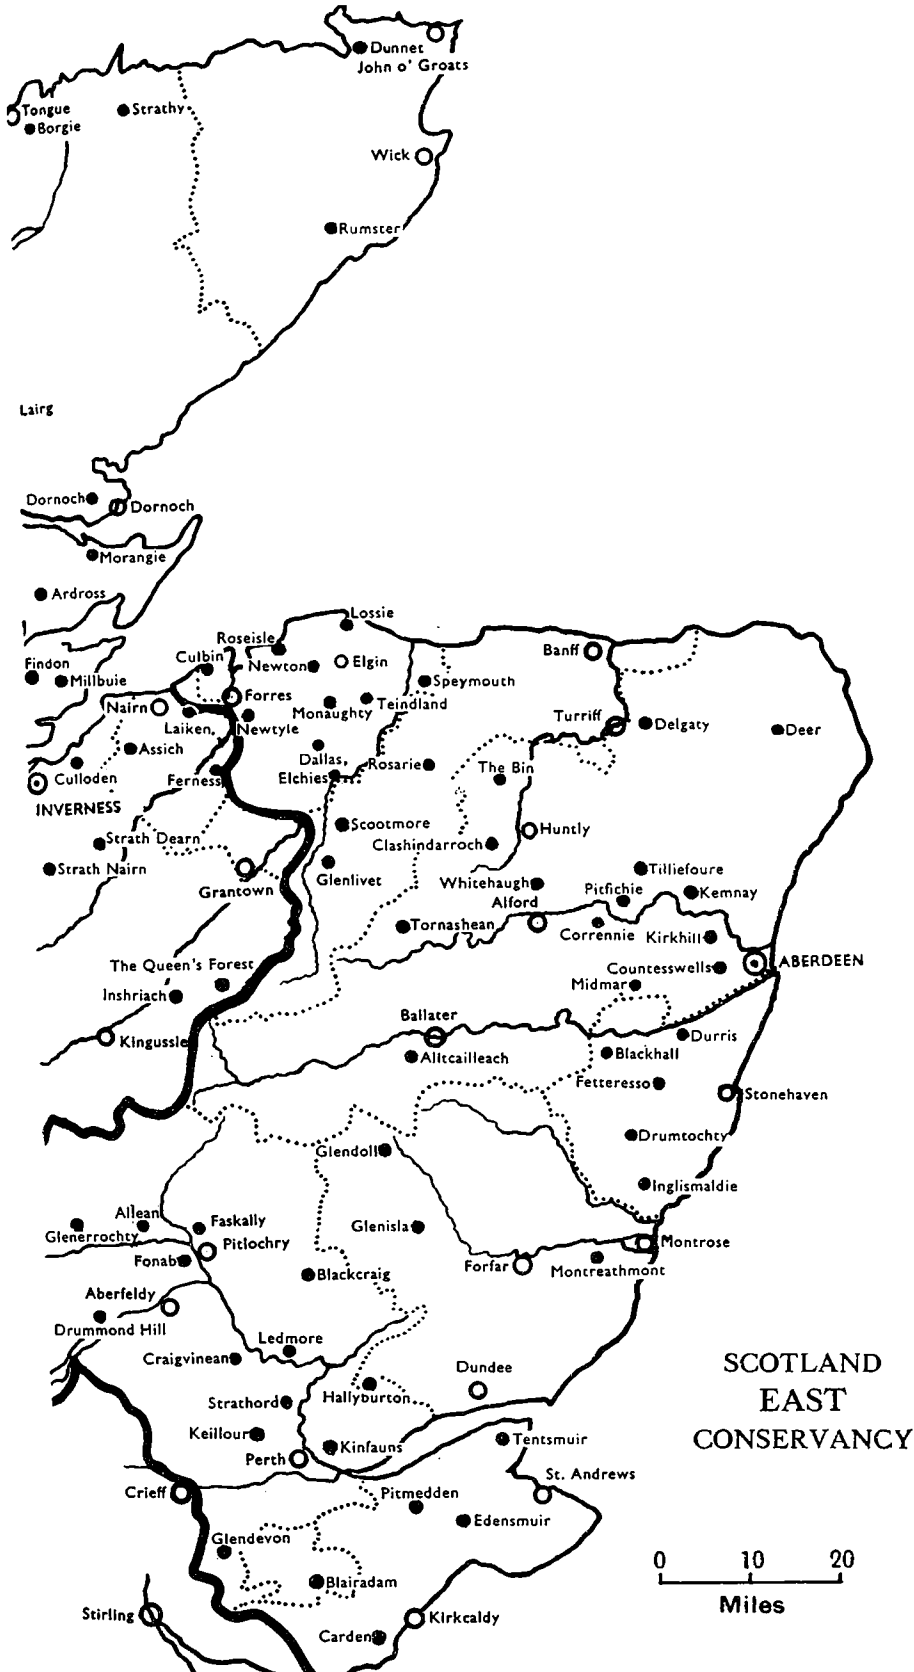 Dunnet
John o' Groats
Tongue
Strathy
Borgie
Wick
Rumster
Lairg
Dornoch
Dornoch
Morangie
Ardross
Lossie
Roseisle
Culbin
Newton
Elgin
Banff
Findon
Millbuie
Speymouth
Forres
Nairn
Monaughty
Teindland
Laiken,
Newtyle
Turriff
Delgaty
Deer
Assich
Dallas,
Rosarie
The Bin
Culloden
Ferness
Elchies
INVERNESS
Scootmore
Huntly
Strath Dearn
Clashindarroch
Strath Nairn
Grantown
Glenlivet
Tilliefoure
Whitehaugh
Pitfichie
Kemnay
Alford
Tornashean
Corrennie
Kirkhill
The Queen's Forest
Countesswells
ABERDEEN
Inshriach
Midmar
Ballater
Kingussie
Durris
Alltcailleach
Blackhall
Fetteresso
Stonehaven
Drumtochty
Glendoll
Inglismaldie
Allean
Faskally
Glenisla
Glenerrochty
Pitlochry
Montrose
Fonab
Forfar
Montreathmont
Blackcraig
Aberfeldy
Drummond Hill
Ledmore
Craigvinean
Dundee
SCOTLAND
EAST
CONSERVANCY
Strathord
Hallyburton
Keillour
Kinfauns
Tentsmuir
Perth
St. Andrews
Crieff
Pitmedden
Edensmuir
Glendevon
Blairadam
0 10 20
Miles
Stirling
Kirkcaldy
Carden